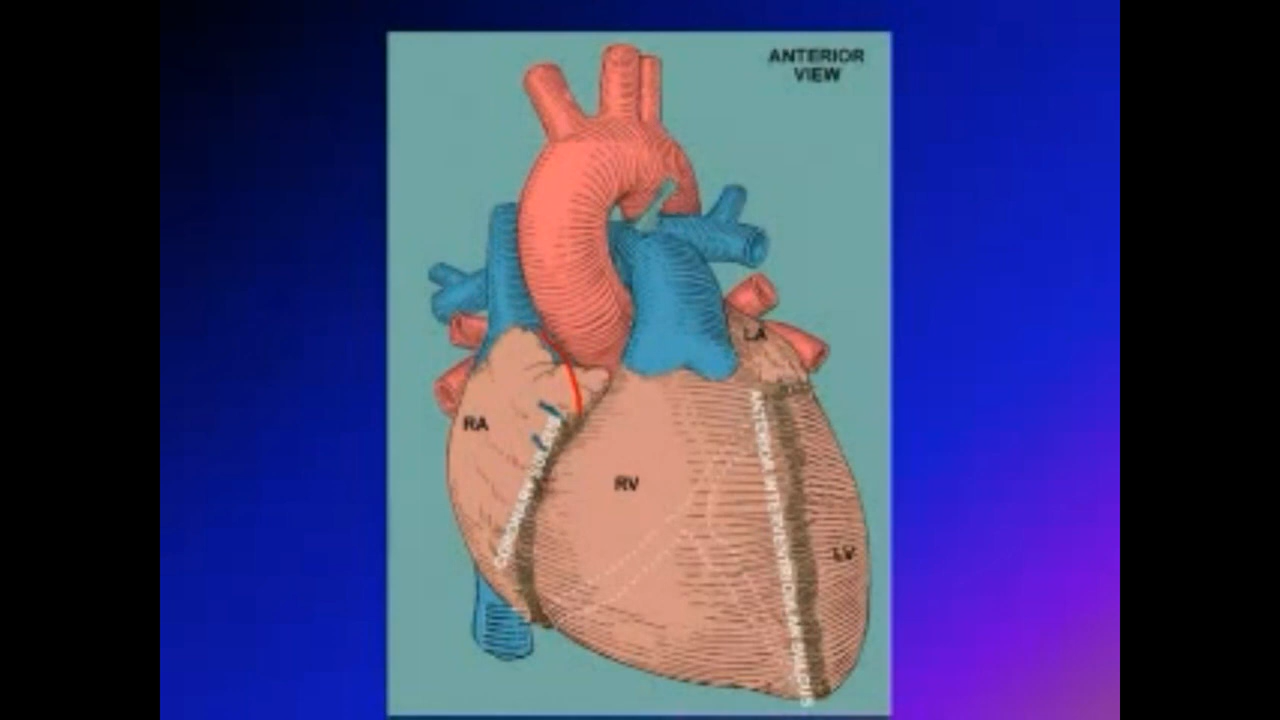 ANTERIOR
VIEW
LA
RA
CORONARY SULCUS
RV
ANTERIOR INTERVENTRICULAR SULCUS
LV